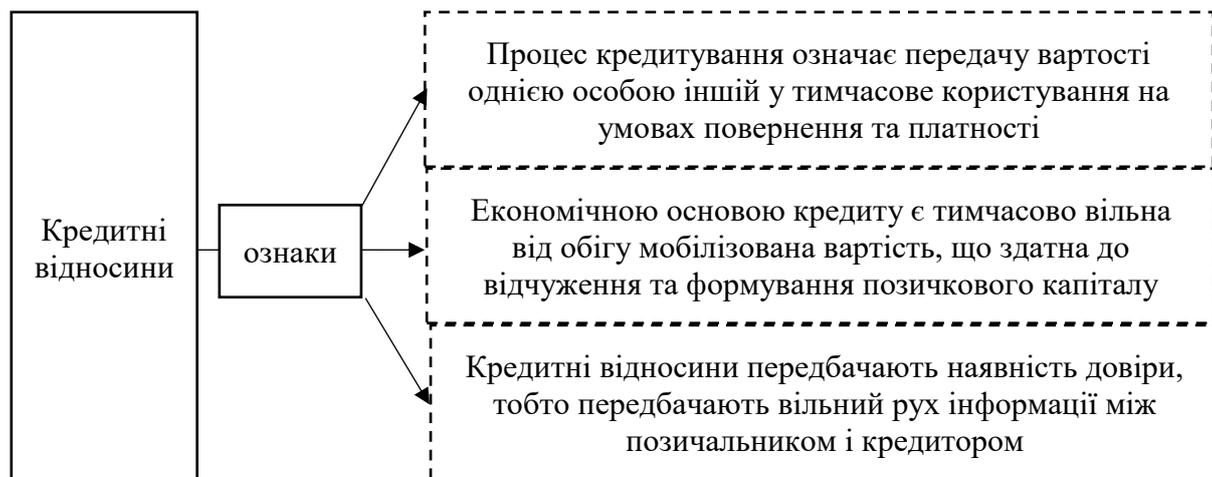 Кредитні
відносини
ознаки
Процес кредитування означає передачу вартості
однією особою іншій у тимчасове користування на
умовах повернення та платності
Економічною основою кредиту є тимчасово вільна
від обігу мобілізована вартість, що здатна до
відчуження та формування позичкового капіталу
Кредитні відносини передбачають наявність довіри,
тобто передбачають вільний рух інформації між
позичальником і кредитором